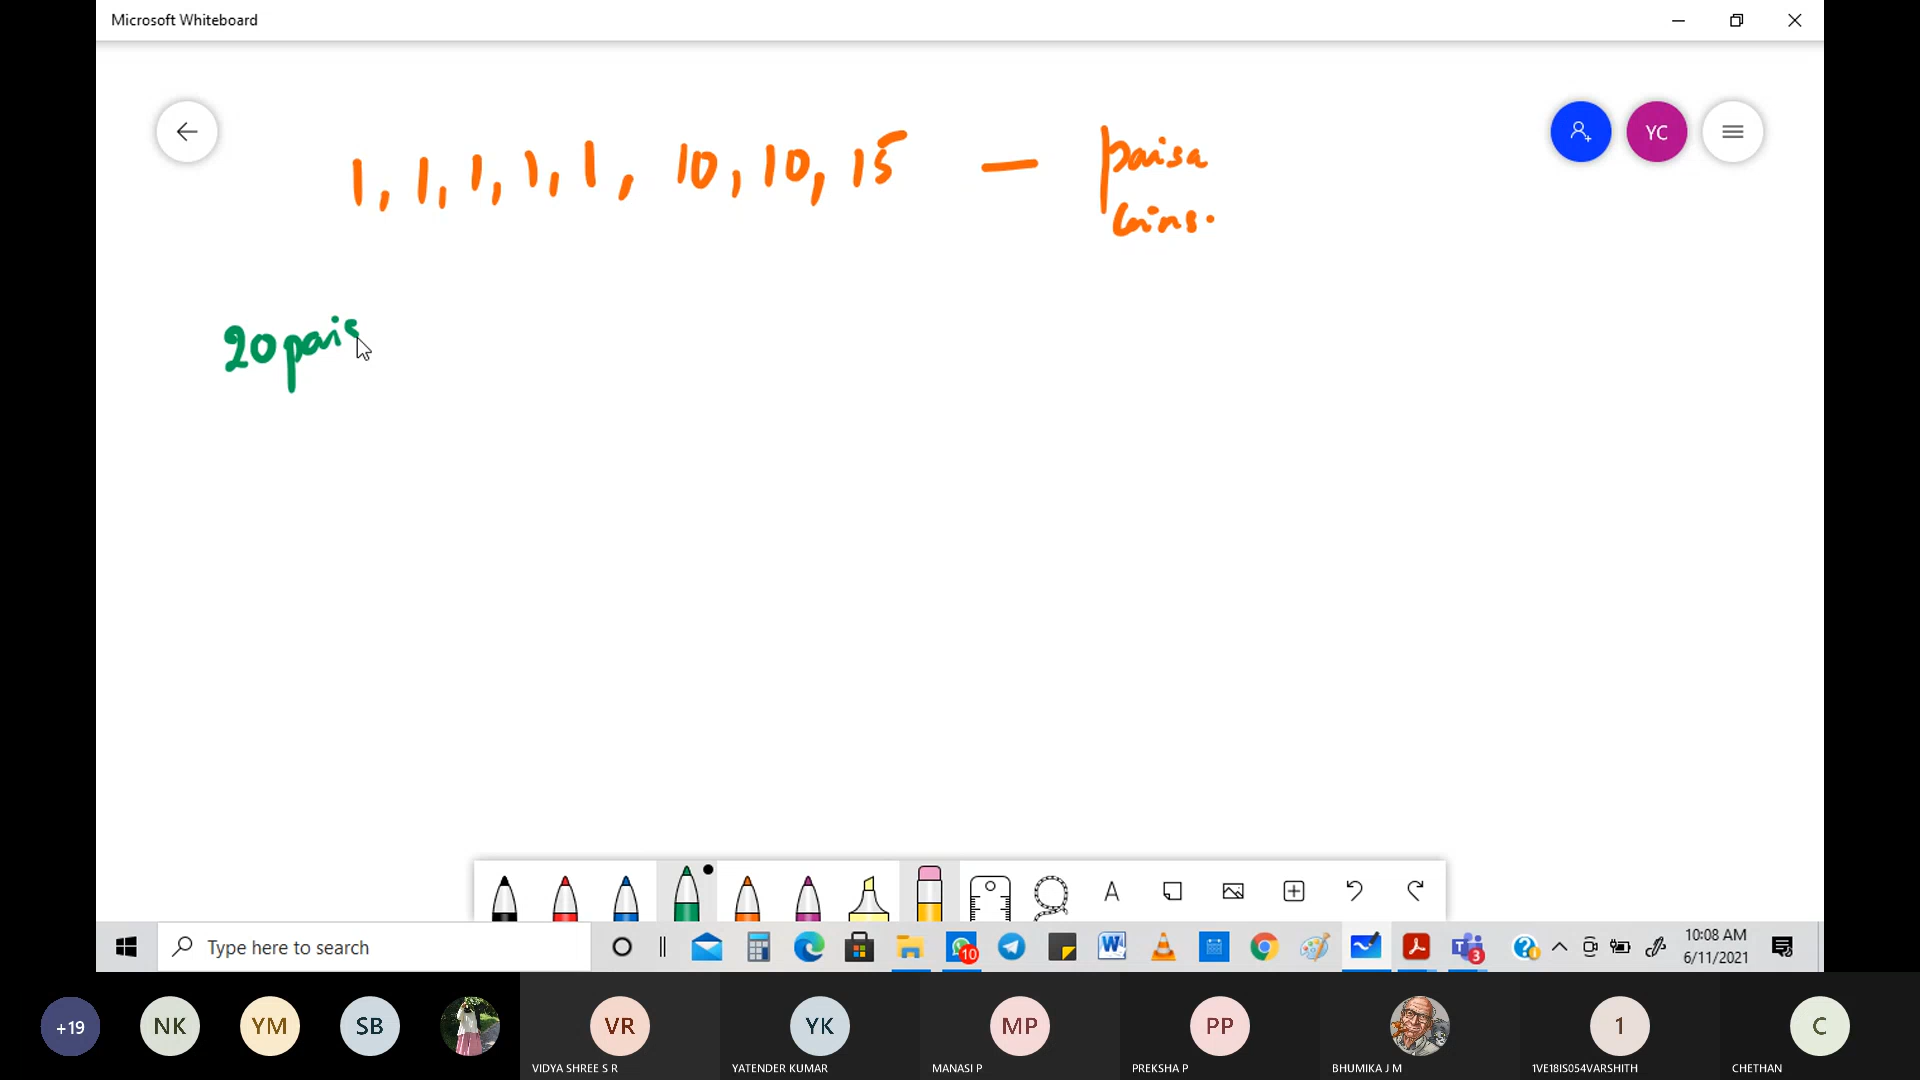 Microsoft Whiteboard
1, 1, 1, 1, 1, 10, 10, 15 — paisa
Coins.
YC
20 pais
A
Type here to search
10
3
10:08 AM
6/11/2021
+19
NK
YM
SB
VR
YK
MP
PP
1
C
VIDYA SHREE S R
YATENDER KUMAR
MANASI P
PREKSHA P
BHUMIKA J M
1VE18IS054VARSHITH
CHETHAN